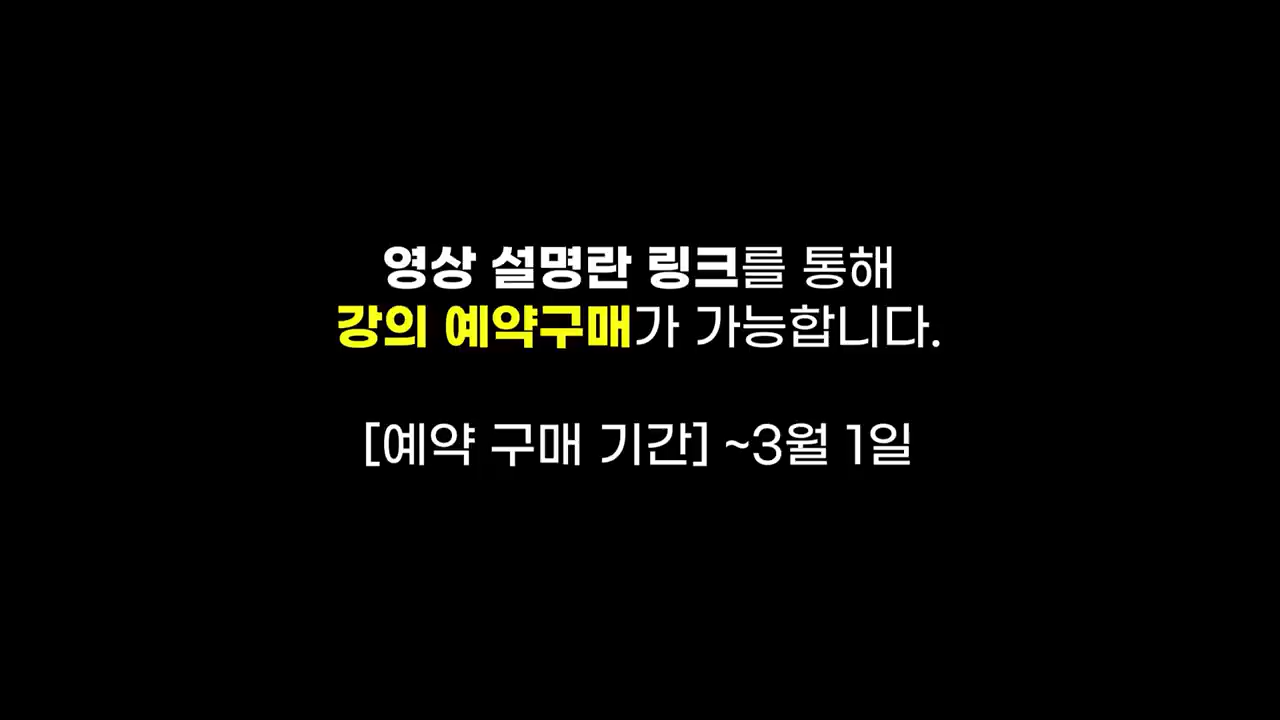 영상 설명란 링크를 통해
강의 예약구매가 가능합니다.
[예약 구매 기간] ~3월 1일